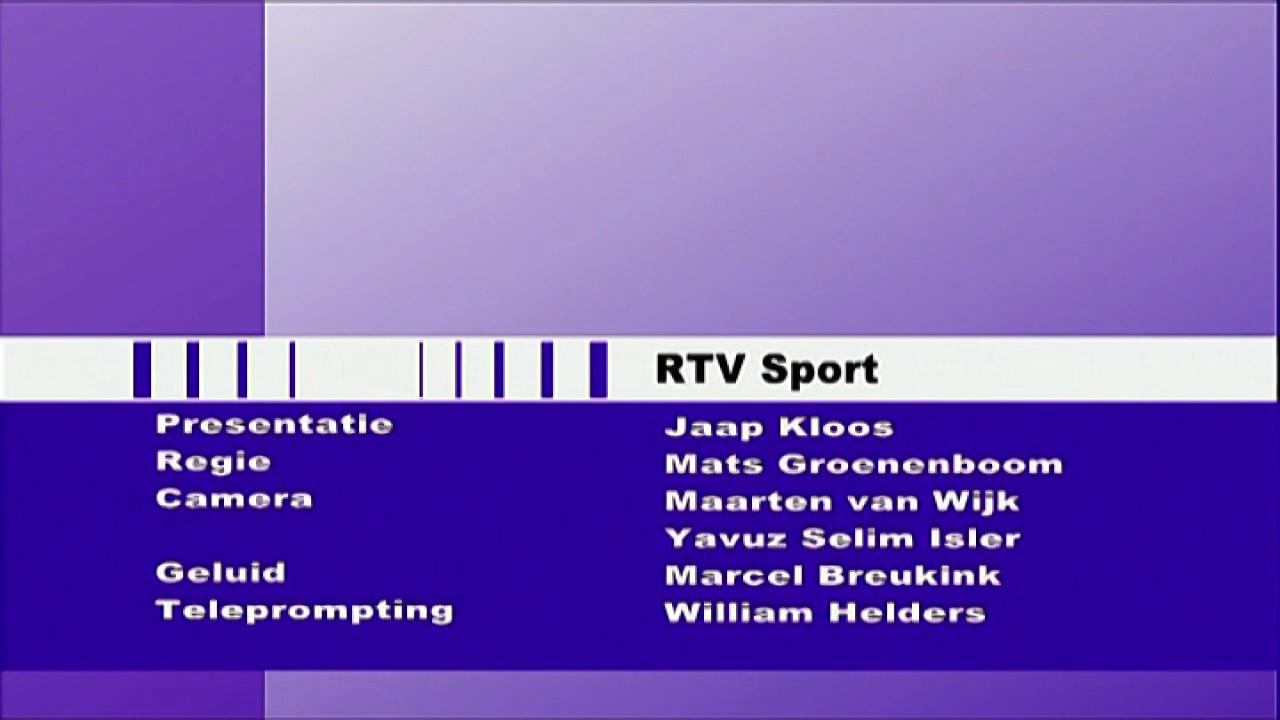 RTV Sport
Presentatie Jaap Kloos
Regie Mats Groenenboom
Camera Maarten van Wijk
Yavuz Selim Isler
Geluid Marcel Breukink
Teleprompting William Helders